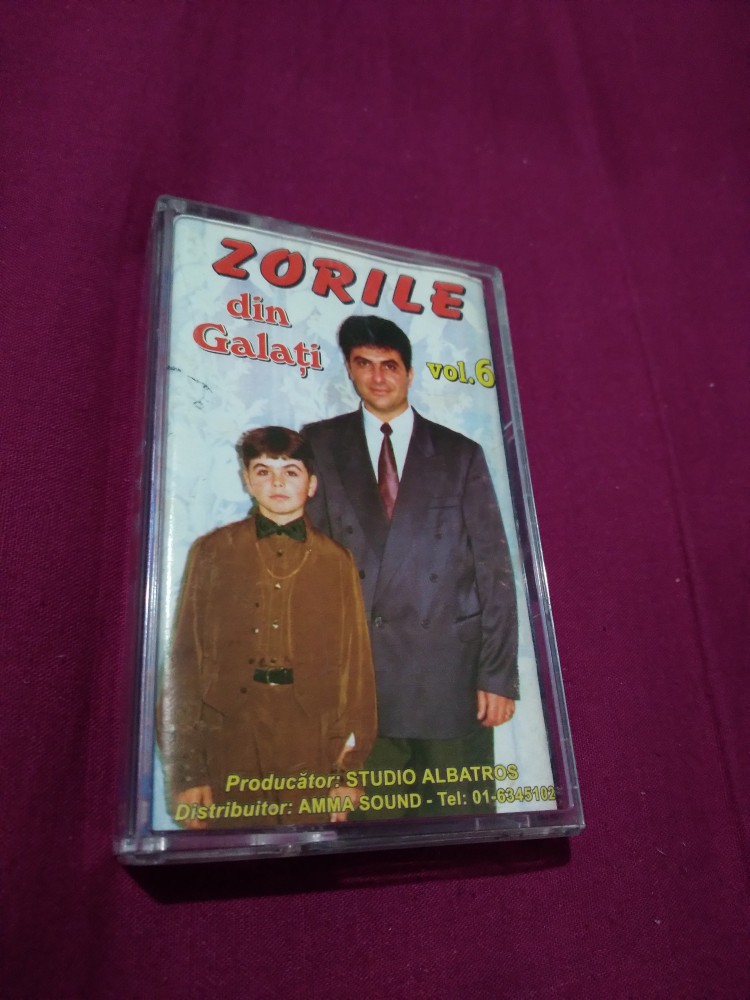 ZORILE
din
Galați
vol.6
Producător: STUDIO ALBATROS
Distribuitor: AMMA SOUND - Tel: 01-6345102